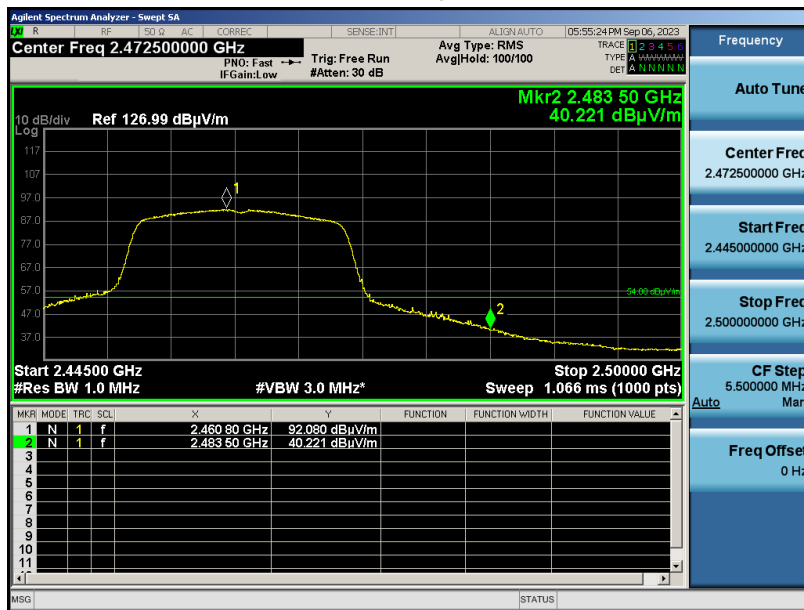 Agilent Spectrum Analyzer - Swept SA
R RF 50 Ω AC CORREC SENSE:INT ALIGNAUTO 05:55:24 PM Sep 06, 2023
Center Freq 2.472500000 GHz
PNO: Fast
IFGain:Low
Trig: Free Run
#Atten: 30 dB
Avg Type: RMS
Avg|Hold: 100/100
TRACE 1 2 3 4 5 6
TYPE A
DET A N N N N N
Mkr2 2.483 50 GHz
40.221 dBµV/m
10 dB/div Ref 126.99 dBµV/m
Log
117
107
97.0
87.0
77.0
67.0
57.0
47.0
37.0
1
2
54.00 dBµV/m
Start 2.44500 GHz Stop 2.50000 GHz
#Res BW 1.0 MHz #VBW 3.0 MHz* Sweep 1.066 ms (1000 pts)
MKR MODE TRC SCL X Y FUNCTION FUNCTION WIDTH FUNCTION VALUE
1 N 1 f 2.460 80 GHz 92.080 dBµV/m
2 N 1 f 2.483 50 GHz 40.221 dBµV/m
3
4
5
6
7
8
9
10
11
MSG STATUS
Frequency
Auto Tune
Center Freq
2.472500000 GHz
Start Freq
2.445000000 GHz
Stop Freq
2.500000000 GHz
CF Step
5.500000 MHz
Auto Man
Freq Offset
0 Hz